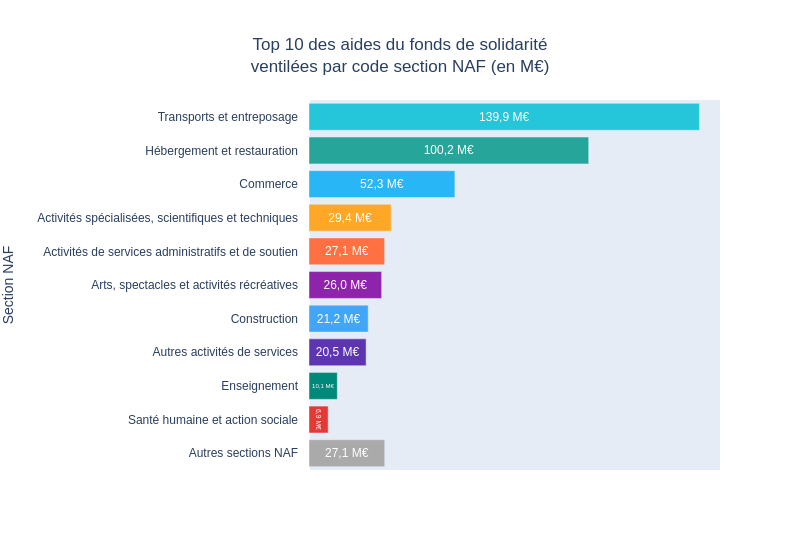 Top 10 des aides du fonds de solidarité
ventilées par code section NAF (en M€)
Section NAF
Transports et entreposage 139,9 M€
Hébergement et restauration 100,2 M€
Commerce 52,3 M€
Activités spécialisées, scientifiques et techniques 29,4 M€
Activités de services administratifs et de soutien 27,1 M€
Arts, spectacles et activités récréatives 26,0 M€
Construction 21,2 M€
Autres activités de services 20,5 M€
Enseignement 10,1 M€
Santé humaine et action sociale 6,9 M€
Autres sections NAF 27,1 M€